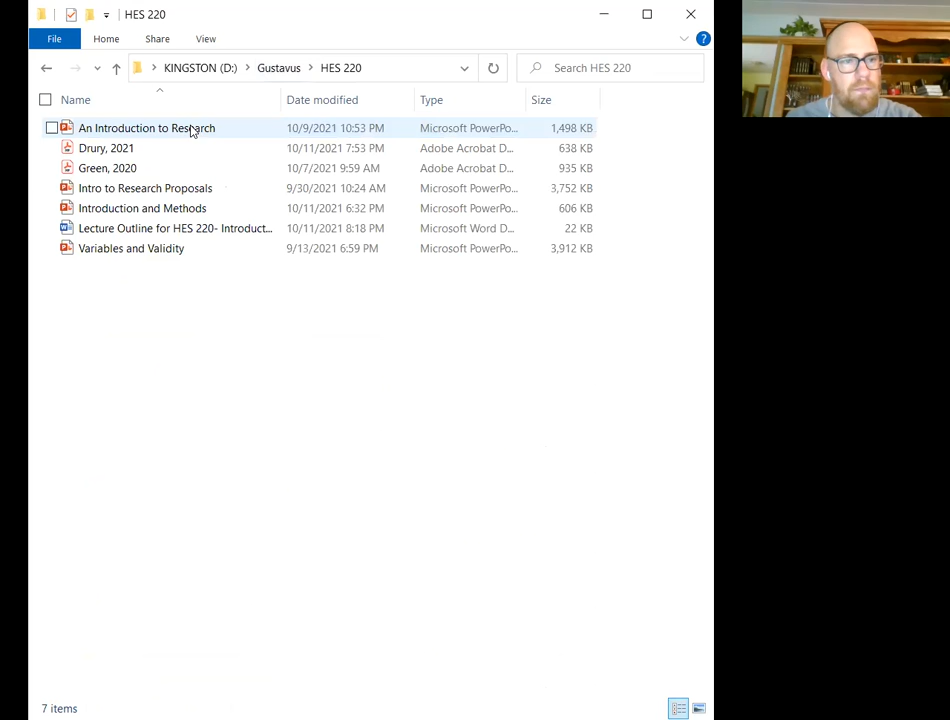 HES 220
File Home Share View
KINGSTON (D:) Gustavus HES 220 Search HES 220
Name Date modified Type Size
An Introduction to Research 10/9/2021 10:53 PM Microsoft PowerPo... 1,498 KB
Drury, 2021 10/11/2021 7:53 PM Adobe Acrobat D... 638 KB
Green, 2020 10/7/2021 9:59 AM Adobe Acrobat D... 935 KB
Intro to Research Proposals 9/30/2021 10:24 AM Microsoft PowerPo... 3,752 KB
Introduction and Methods 10/11/2021 6:32 PM Microsoft PowerPo... 606 KB
Lecture Outline for HES 220- Introduct... 10/11/2021 8:18 PM Microsoft Word D... 22 KB
Variables and Validity 9/13/2021 6:59 PM Microsoft PowerPo... 3,912 KB
7 items